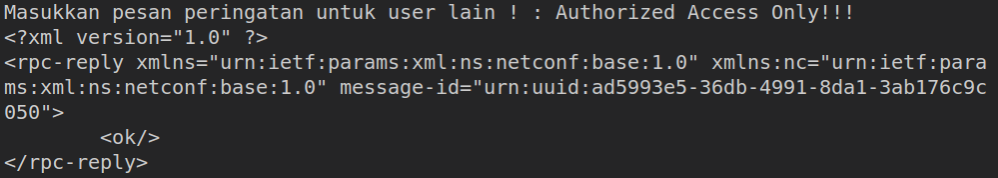 Masukkan pesan peringatan untuk user lain ! : Authorized Access Only!!!
<?xml version="1.0" ?>
<rpc-reply xmlns="urn:ietf:params:xml:ns:netconf:base:1.0" xmlns:nc="urn:ietf:para
ms:xml:ns:netconf:base:1.0" message-id="urn:uuid:ad5993e5-36db-4991-8da1-3ab176c9c
050">
        <ok/>
</rpc-reply>